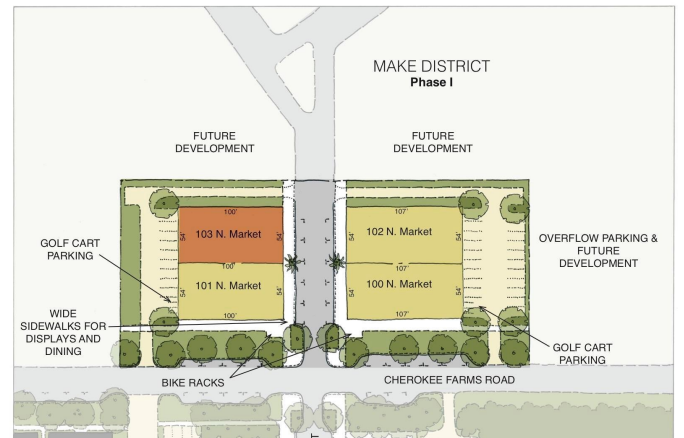 MAKE DISTRICT
Phase I
FUTURE
DEVELOPMENT
FUTURE
DEVELOPMENT
100'
107'
54'
103 N. Market
54'
54'
102 N. Market
54'
GOLF CART
PARKING
OVERFLOW PARKING &
FUTURE
DEVELOPMENT
100'
107'
54'
101 N. Market
54'
54'
100 N. Market
54'
WIDE
SIDEWALKS FOR
DISPLAYS AND
DINING
100'
107'
GOLF CART
PARKING
BIKE RACKS
CHEROKEE FARMS ROAD
T